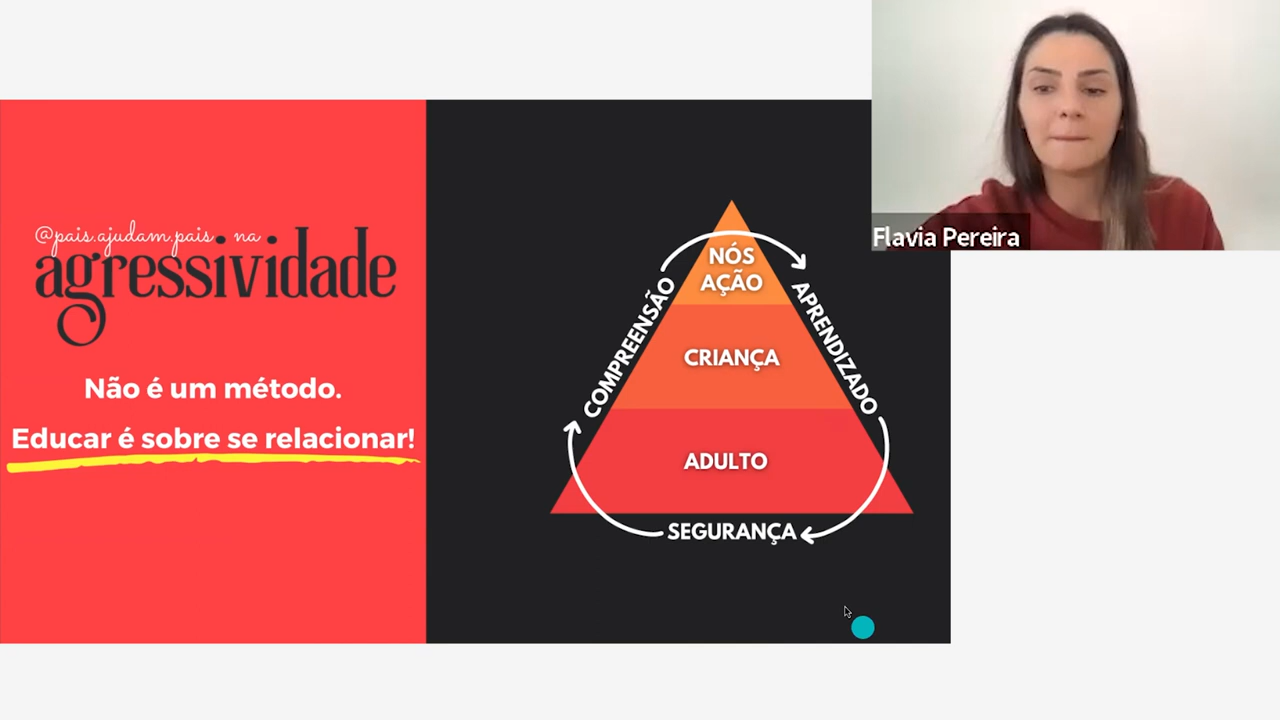 @pais.ajudam.pais na
agressividade
Não é um método.
Educar é sobre se relacionar!
NÓS
AÇÃO
CRIANÇA
ADULTO
COMPREENSÃO
APRENDIZADO
SEGURANÇA
Flavia Pereira